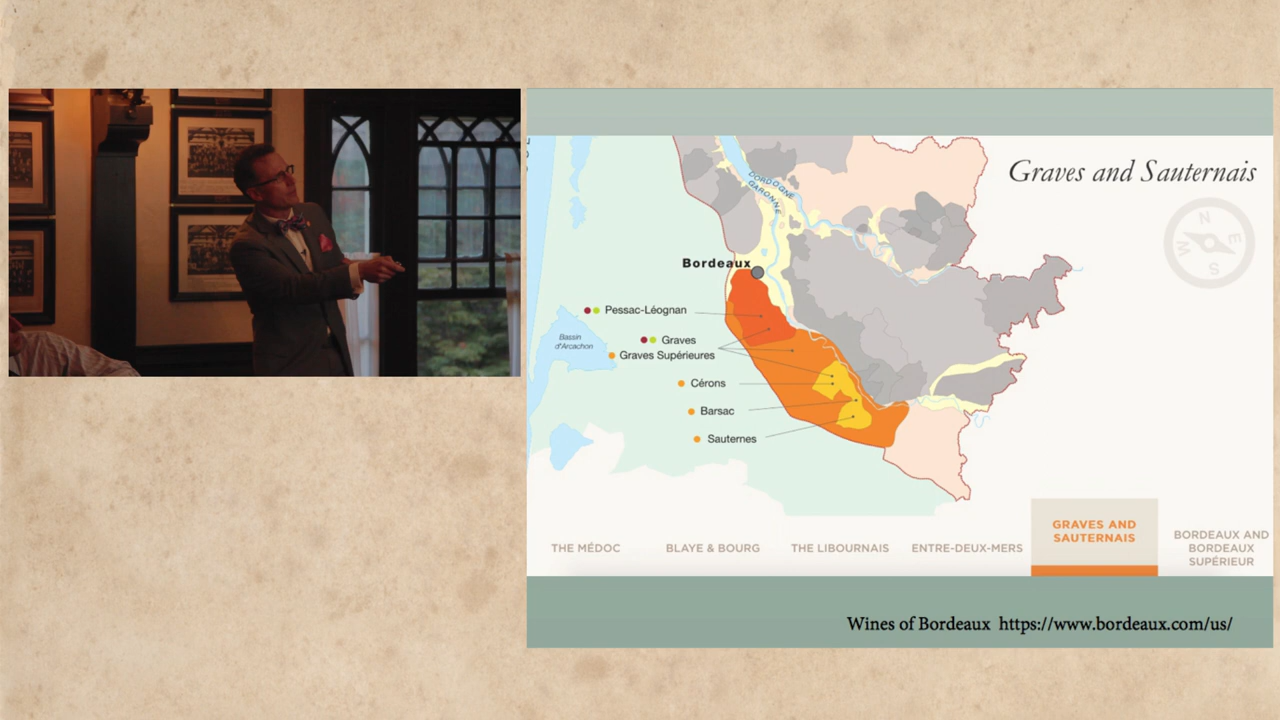 Graves and Sauternais
DORDOGNE
GARONNE
N
E
S
W
Bordeaux
Pessac-Léognan
Bassin
d'Arcachon
Graves
Graves Supérieures
Cérons
Barsac
Sauternes
THE MÉDOC
BLAYE & BOURG
THE LIBOURNAIS
ENTRE-DEUX-MERS
GRAVES AND
SAUTERNAIS
BORDEAUX AND
BORDEAUX
SUPÉRIEUR
Wines of Bordeaux https://www.bordeaux.com/us/